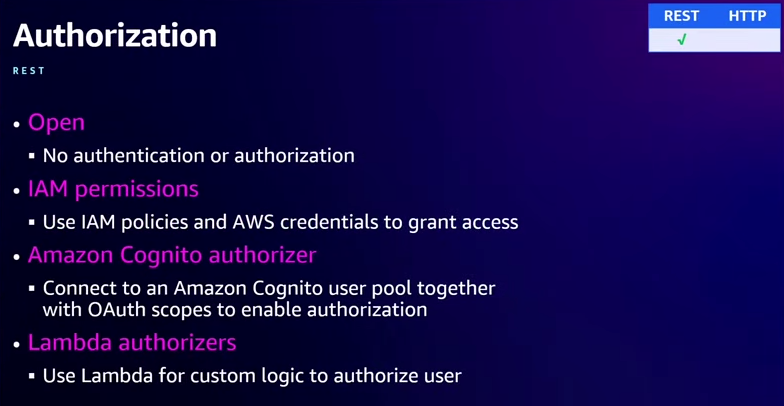 REST HTTP
√
Authorization
REST
• Open
▪ No authentication or authorization
• IAM permissions
▪ Use IAM policies and AWS credentials to grant access
• Amazon Cognito authorizer
▪ Connect to an Amazon Cognito user pool together
with OAuth scopes to enable authorization
• Lambda authorizers
▪ Use Lambda for custom logic to authorize user